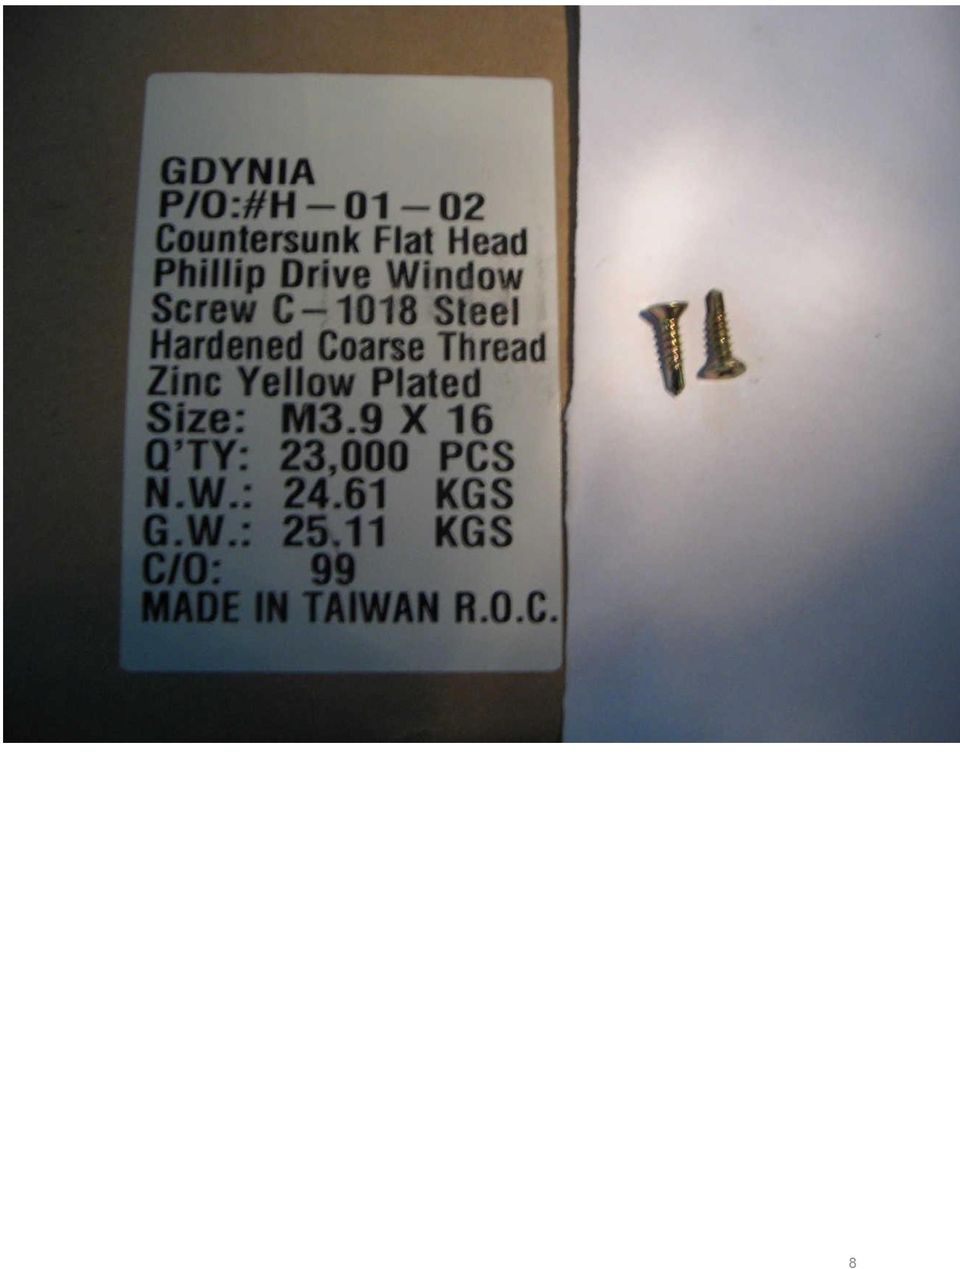 GDYNIA
P/O:#H-01-02
Countersunk Flat Head
Phillip Drive Window
Screw C-1018 Steel
Hardened Coarse Thread
Zinc Yellow Plated
Size: M3.9 X 16
Q'TY: 23,000 PCS
N.W.: 24.61 KGS
G.W.: 25.11 KGS
C/O: 99
MADE IN TAIWAN R.O.C.
8